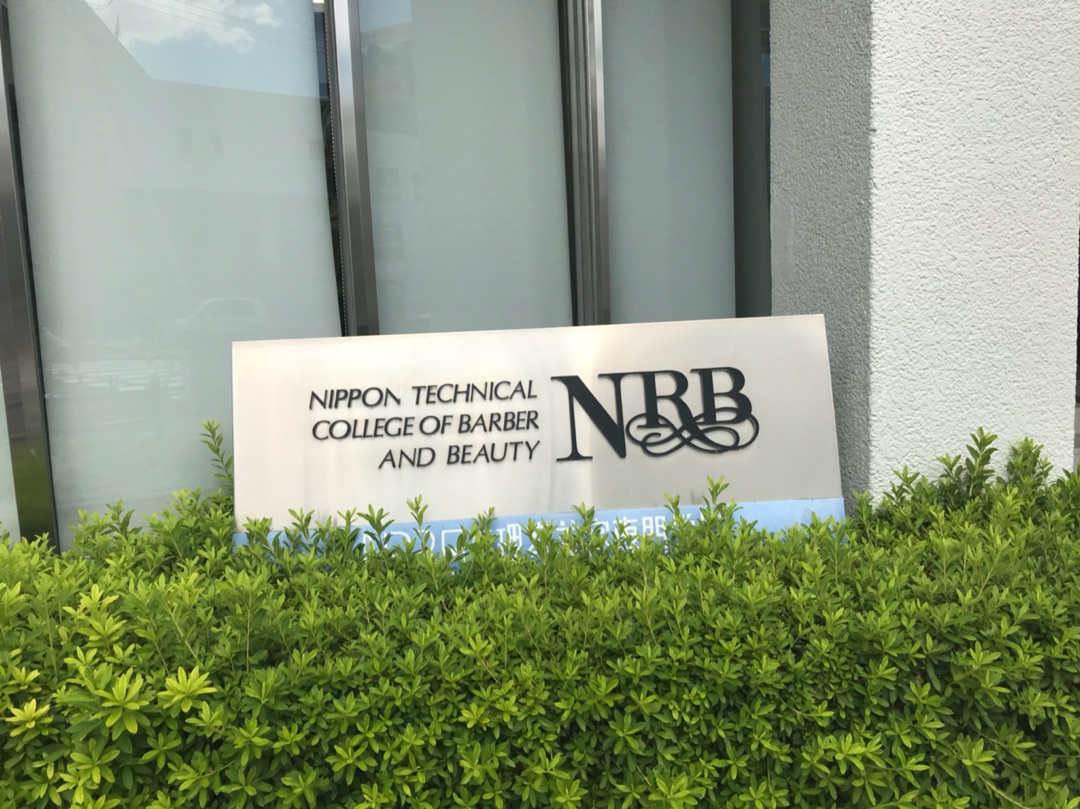 NIPPON TECHNICAL
COLLEGE OF BARBER
AND BEAUTY
NRB